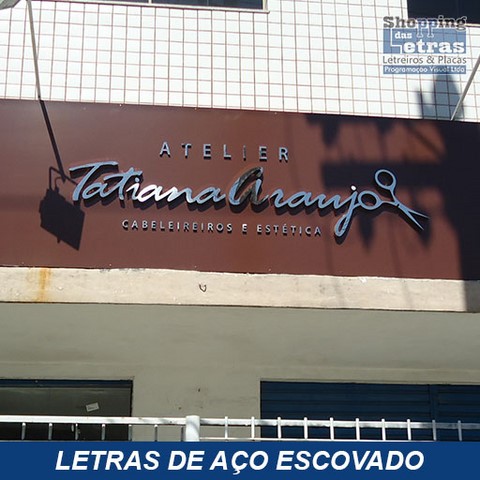 Shopping
das
Letras
Letreiros & Placas
Programação Visual Ltda
ATELIER
Tatiana Araujo
CABELEIREIROS E ESTÉTICA
LETRAS DE AÇO ESCOVADO